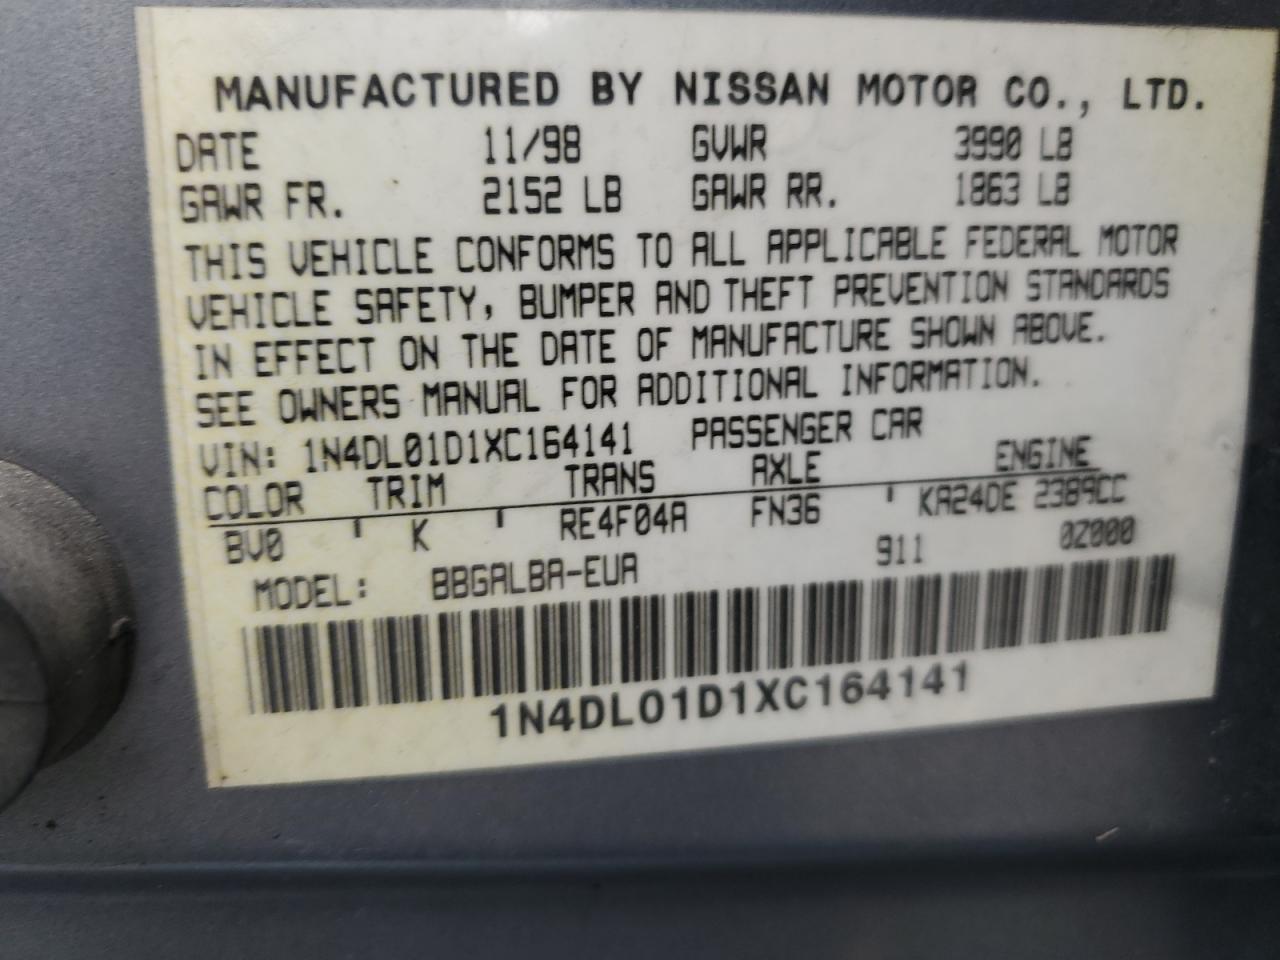 MANUFACTURED BY NISSAN MOTOR CO., LTD.
DATE 11/98 GVWR 3990 LB
GAWR FR. 2152 LB GAWR RR. 1863 LB
THIS VEHICLE CONFORMS TO ALL APPLICABLE FEDERAL MOTOR
VEHICLE SAFETY, BUMPER AND THEFT PREVENTION STANDARDS
IN EFFECT ON THE DATE OF MANUFACTURE SHOWN ABOVE.
SEE OWNERS MANUAL FOR ADDITIONAL INFORMATION.
VIN: 1N4DL01D1XC164141 PASSENGER CAR
COLOR TRIM TRANS AXLE ENGINE
BV0 ' K ' RE4F04A FN36 ' KA24DE 2389CC
MODEL: BBGALBA-EUA 911 0Z000
1N4DL01D1XC164141